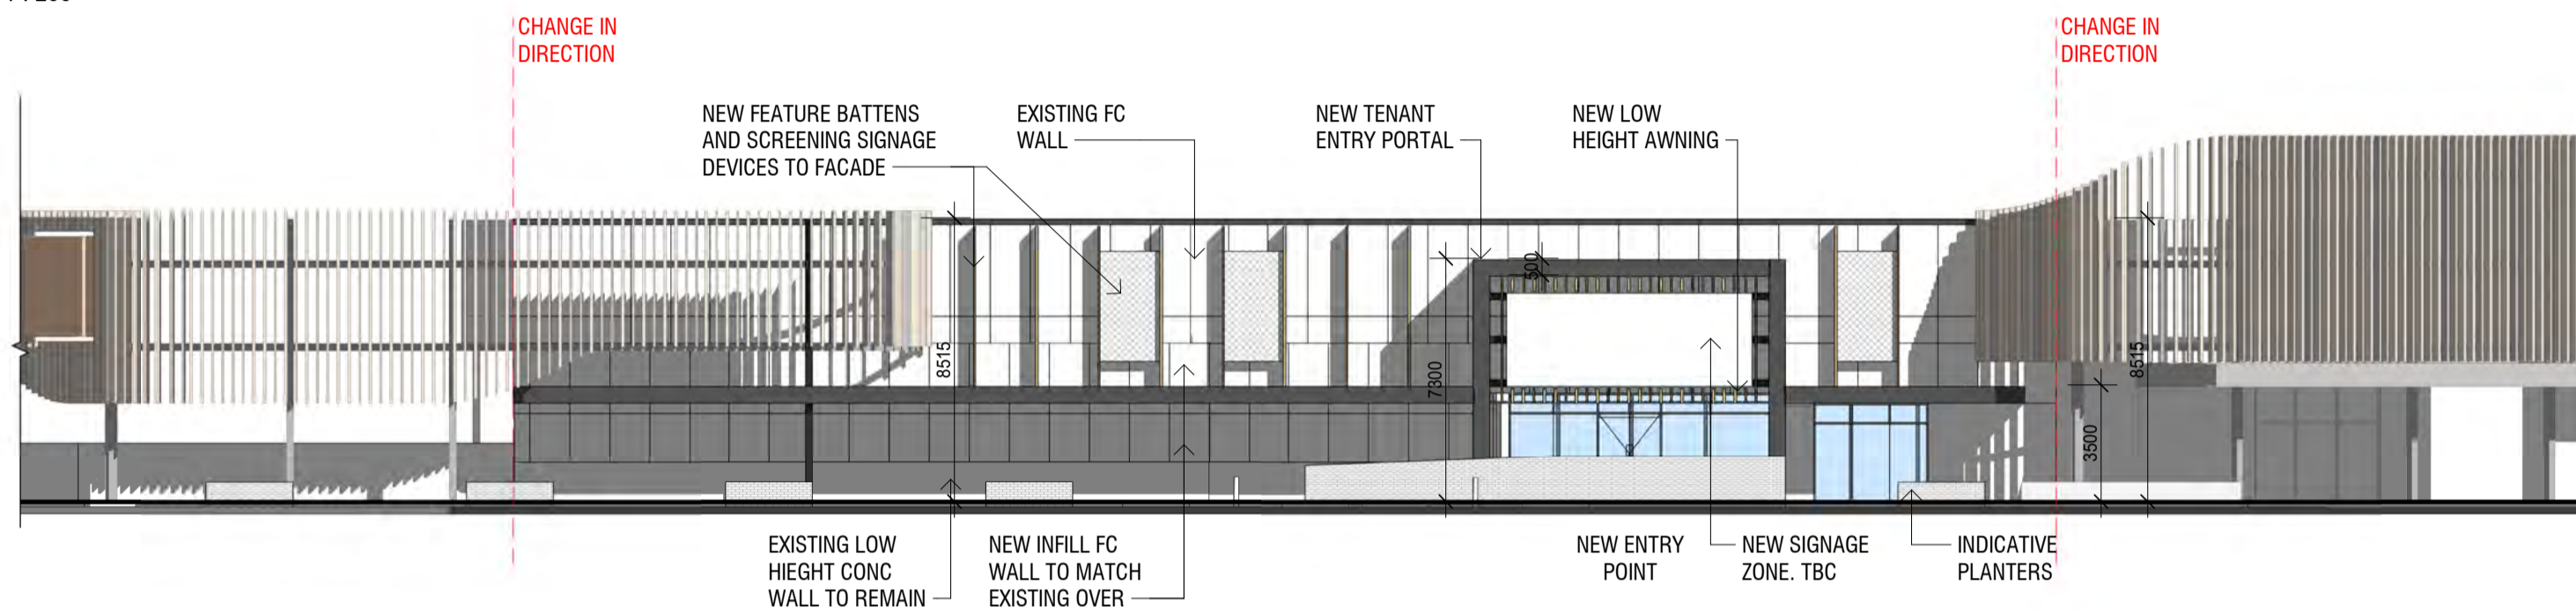 CHANGE IN
DIRECTION
CHANGE IN
DIRECTION
NEW FEATURE BATTENS
AND SCREENING SIGNAGE
DEVICES TO FACADE
EXISTING FC
WALL
NEW TENANT
ENTRY PORTAL
NEW LOW
HEIGHT AWNING
8515
7300
500
3500
8515
EXISTING LOW
HIEGHT CONC
WALL TO REMAIN
NEW INFILL FC
WALL TO MATCH
EXISTING OVER
NEW ENTRY
POINT
NEW SIGNAGE
ZONE. TBC
INDICATIVE
PLANTERS